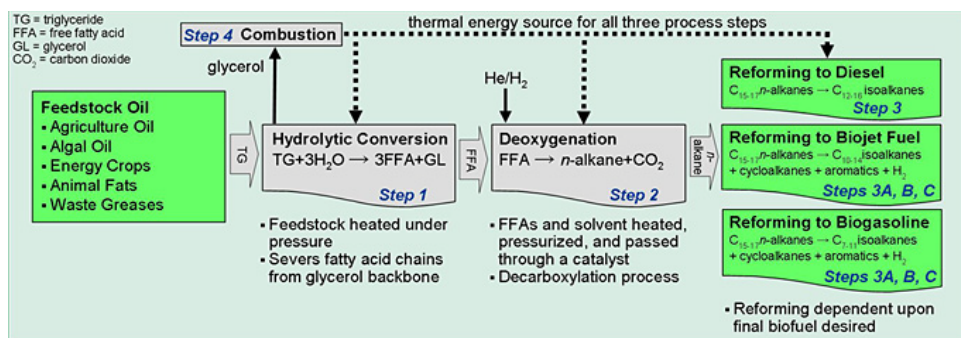 TG = triglyceride
FFA = free fatty acid
GL = glycerol
CO₂ = carbon dioxide
thermal energy source for all three process steps
Step 4 Combustion
glycerol
He/H₂
Feedstock Oil
▪ Agriculture Oil
▪ Algal Oil
▪ Energy Crops
▪ Animal Fats
▪ Waste Greases
TG
Hydrolytic Conversion
TG+3H₂O → 3FFA+GL
Step 1
▪ Feedstock heated under
pressure
▪ Severs fatty acid chains
from glycerol backbone
FFA
Deoxygenation
FFA → n-alkane+CO₂
Step 2
▪ FFAs and solvent heated,
pressurized, and passed
through a catalyst
▪ Decarboxylation process
n-
alkane
Reforming to Diesel
C₁₅₋₁₇n-alkanes → C₁₂₋₁₆isoalkanes
Step 3
Reforming to Biojet Fuel
C₁₅₋₁₇n-alkanes → C₁₀₋₁₄isoalkanes
+ cycloalkanes + aromatics + H₂
Steps 3A, B, C
Reforming to Biogasoline
C₁₅₋₁₇n-alkanes → C₇₋₁₁isoalkanes
+ cycloalkanes + aromatics + H₂
Steps 3A, B, C
▪ Reforming dependent upon
final biofuel desired